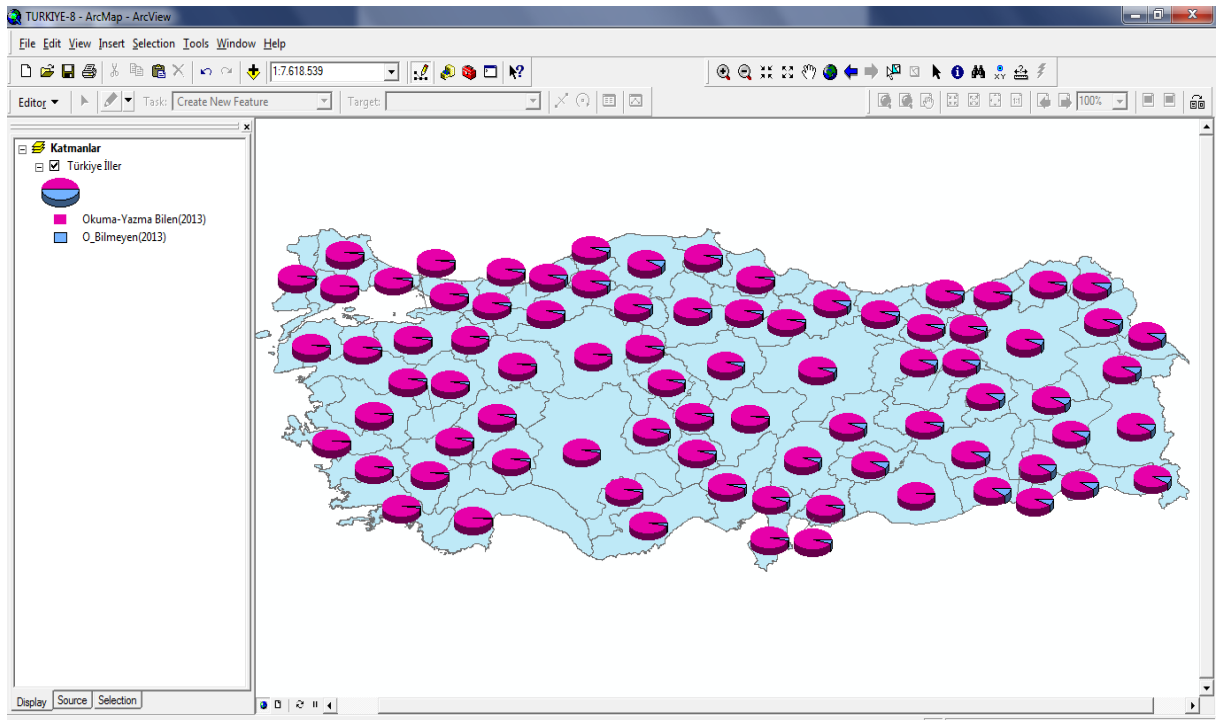 TURKIYE-8 - ArcMap - ArcView
File Edit View Insert Selection Tools Window Help
1:7.618.539
Editor Task: Create New Feature Target: 100%
Katmanlar
Türkiye İller
Okuma-Yazma Bilen(2013)
O_Bilmeyen(2013)
Display Source Selection